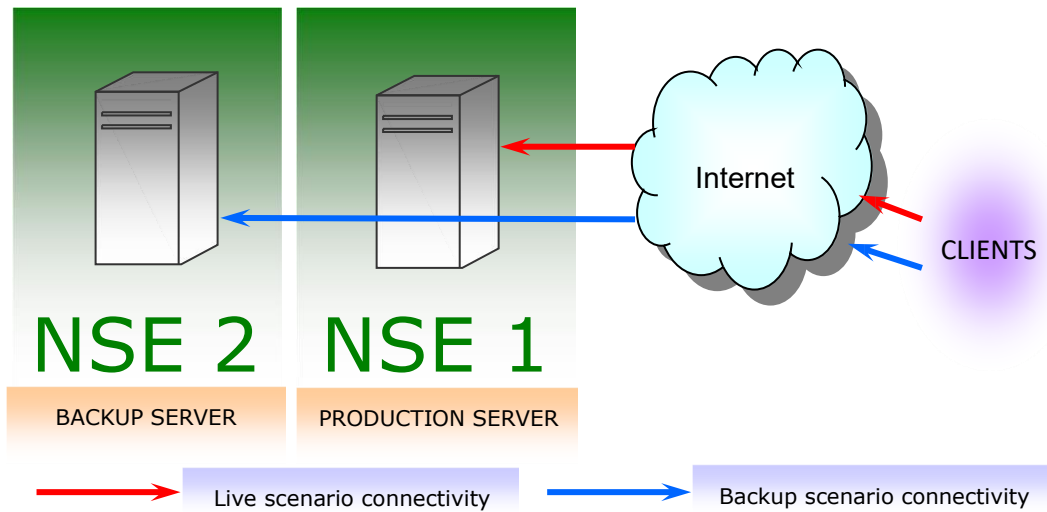 Internet
CLIENTS
NSE 2
NSE 1
BACKUP SERVER
PRODUCTION SERVER
Live scenario connectivity
Backup scenario connectivity